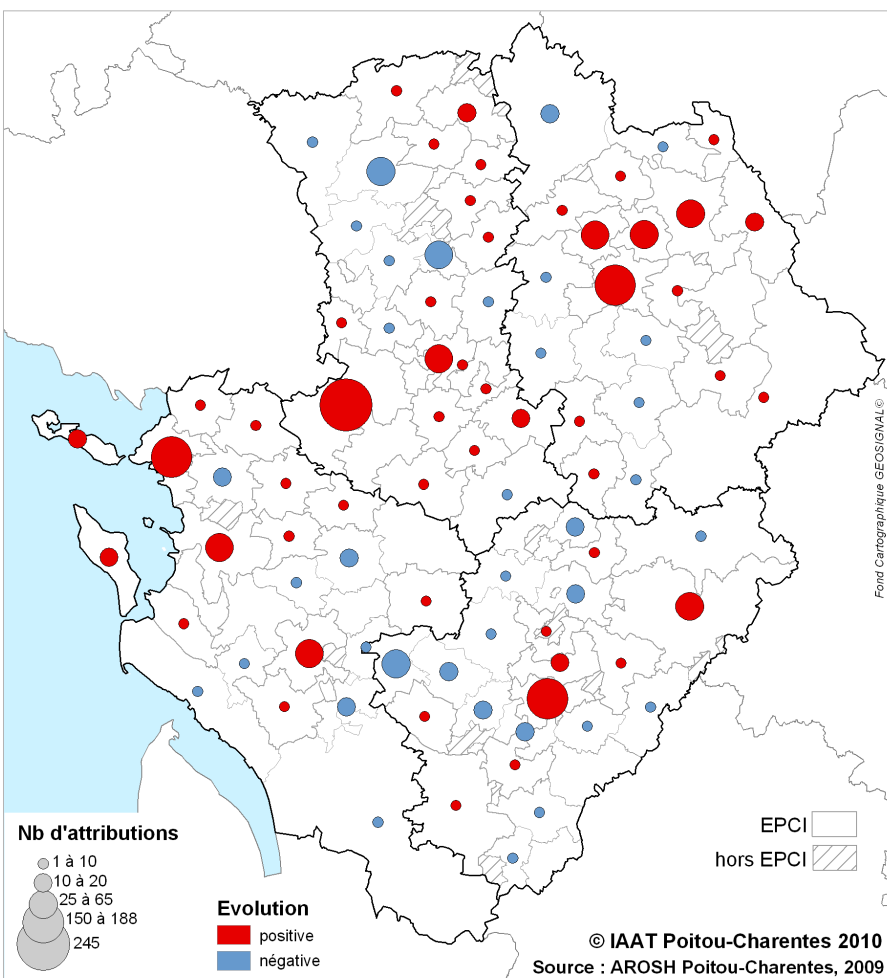 Fond Cartographique GEOSIGNAL©
Nb d'attributions
1 à 10
10 à 20
25 à 65
150 à 188
245
Evolution
positive
négative
EPCI
hors EPCI
© IAAT Poitou-Charentes 2010
Source : AROSH Poitou-Charentes, 2009